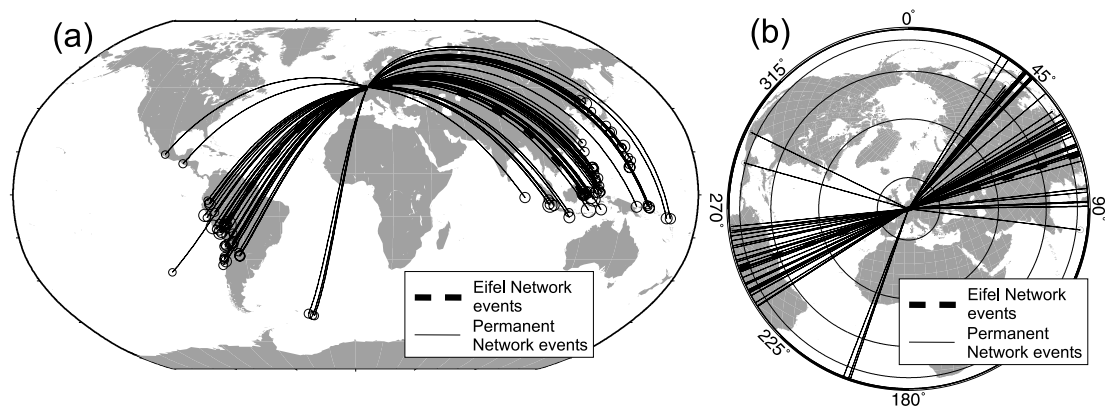 (a)
Eifel Network
events
Permanent
Network events
(b)
0°
45°
90°
180°
225°
270°
315°
Eifel Network
events
Permanent
Network events